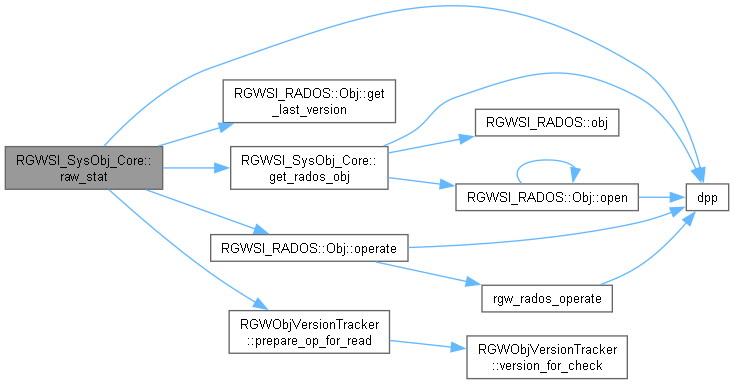 RGWSI_SysObj_Core::
raw_stat
RGWSI_RADOS::Obj::get
_last_version
RGWSI_SysObj_Core::
get_rados_obj
RGWSI_RADOS::Obj::operate
RGWObjVersionTracker
::prepare_op_for_read
RGWSI_RADOS::obj
RGWSI_RADOS::Obj::open
rgw_rados_operate
RGWObjVersionTracker
::version_for_check
dpp